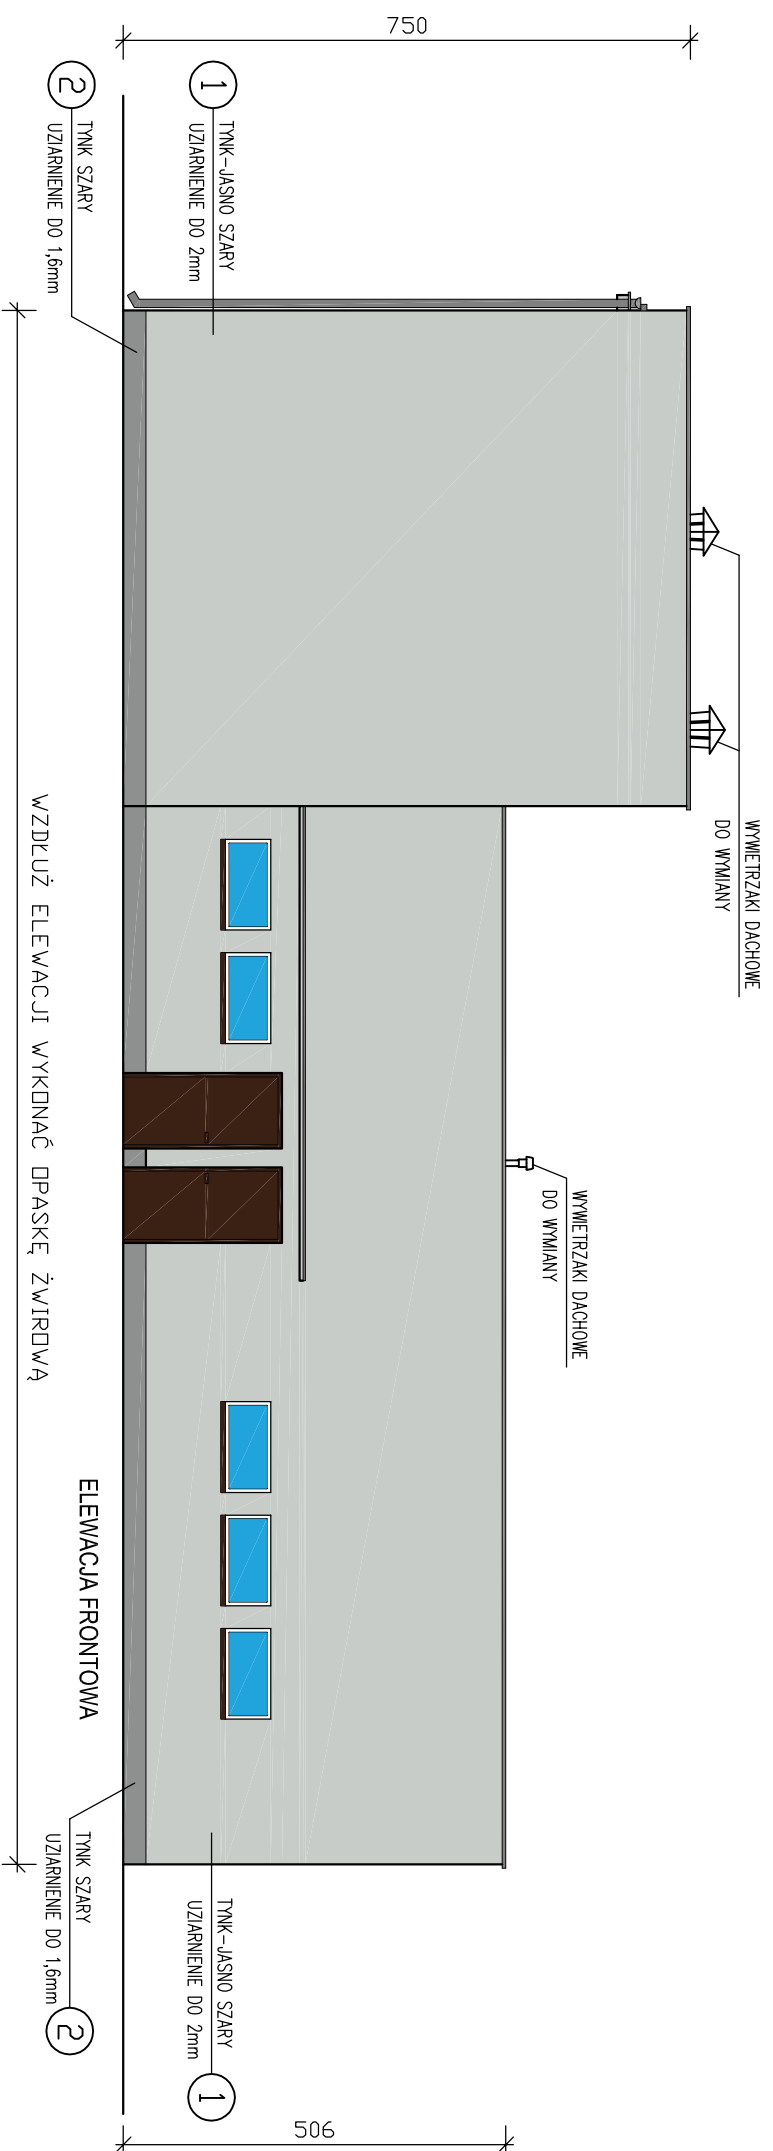 750
1
TYNK-JASNO SZARY
UZIARNIENIE DO 2mm
2
TYNK SZARY
UZIARNIENIE DO 1,6mm
WYWIETRZAKI DACHOWE
DO WYMIANY
WYWIETRZAKI DACHOWE
DO WYMIANY
WZDŁUŻ ELEWACJI WYKONAĆ OPASKĘ ŻWIROWĄ
ELEWACJA FRONTOWA
TYNK-JASNO SZARY
UZIARNIENIE DO 2mm
1
TYNK SZARY
UZIARNIENIE DO 1,6mm
2
506